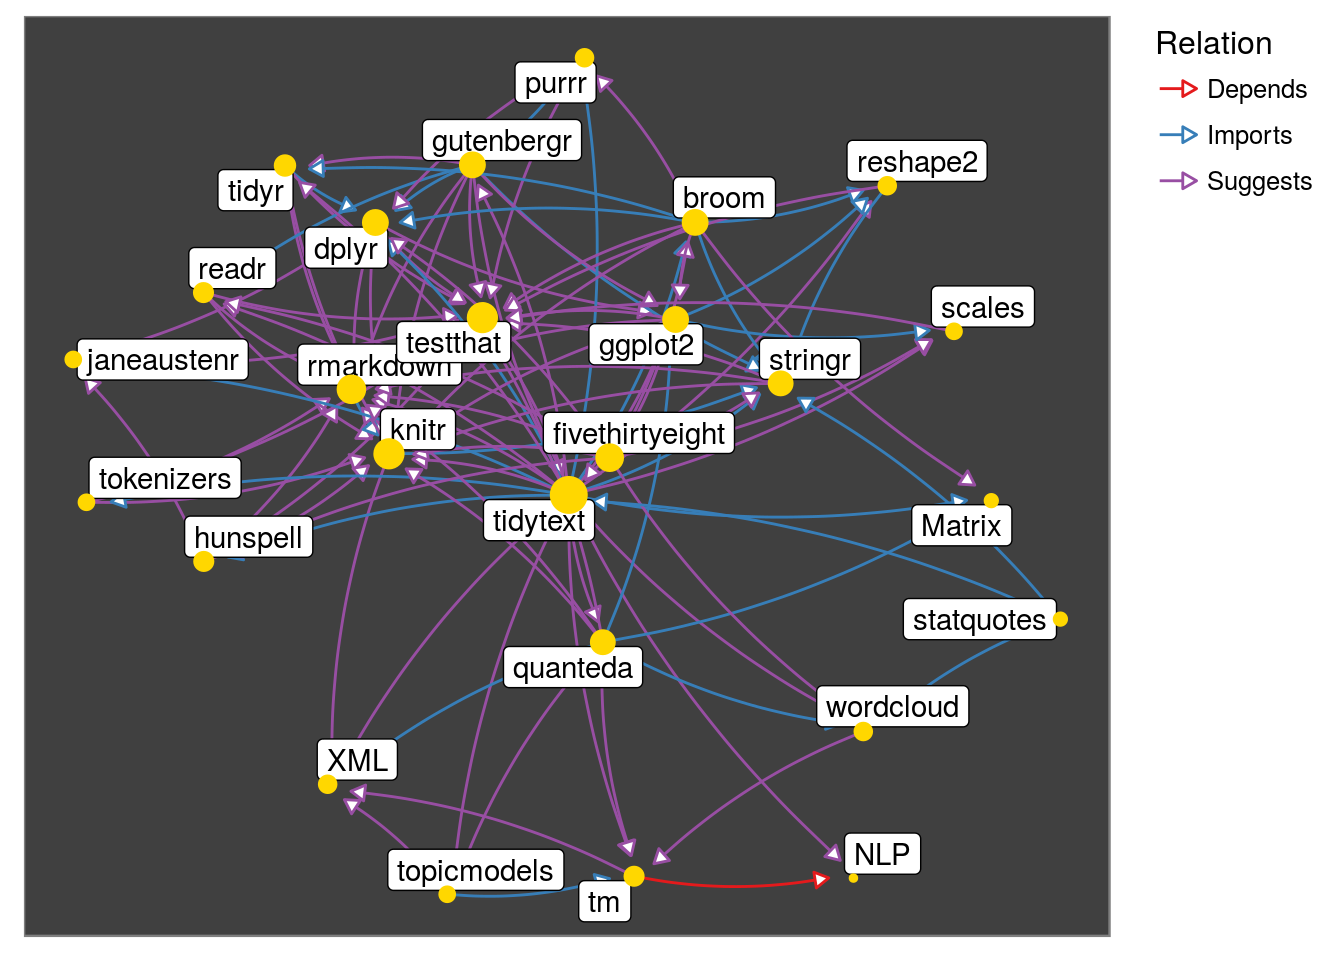 Relation
Depends
Imports
Suggests
purrr
gutenbergr
reshape2
tidyr
broom
dplyr
readr
scales
testthat
ggplot2
janeaustenr
rmarkdown
stringr
knitr
fivethirtyeight
tokenizers
tidytext
Matrix
hunspell
statquotes
quanteda
wordcloud
XML
NLP
topicmodels
tm